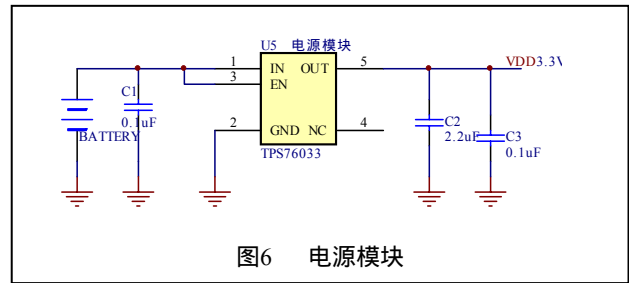 U5 电源模块
1 IN OUT 5
3 EN
VDD3.3V
C1
0.1uF
BATTERY
2 GND NC 4
TPS76033
C2
2.2uF
C3
0.1uF
图6 电源模块